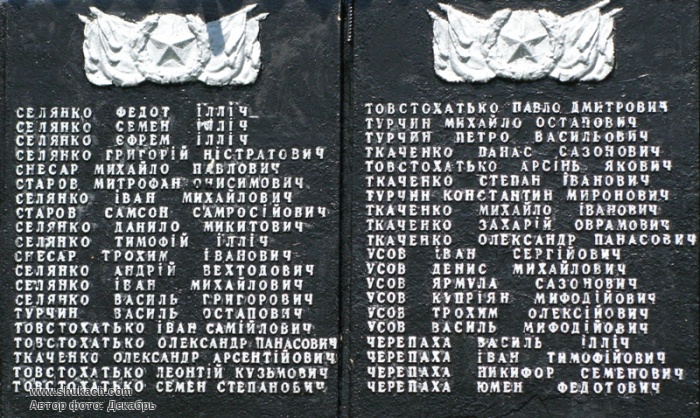 СЕЛЯНКО ФЕДОТ ІЛЛІЧ
СЕЛЯНКО СЕМЕН ІЛЛІЧ
СЕЛЯНКО ЄФРЕМ ІЛЛІЧ
СЕЛЯНКО ГРИГОРІЙ НІСТРАТОВИЧ
СНЕСАР МИХАЙЛО ПАВЛОВИЧ
СТАРОВ МИТРОФАН ОНИСИМОВИЧ
СЕЛЯНКО ІВАН МИХАЙЛОВИЧ
СТАРОВ САМСОН САМРОСІЙОВИЧ
СЕЛЯНКО ДАНИЛО МИКИТОВИЧ
СЕЛЯНКО ТИМОФІЙ ІЛЛІЧ
СНЕСАР ТРОХИМ ІВАНОВИЧ
СЕЛЯНКО АНДРІЙ ВЕХТОДОВИЧ
СЕЛЯНКО ІВАН МИХАЙЛОВИЧ
СЕЛЯНКО ВАСИЛЬ ГРИГОРОВИЧ
ТУРЧИН ВАСИЛЬ ОСТАПОВИЧ
ТОВСТОХАТЬКО ІВАН САМІЙЛОВИЧ
ТОВСТОХАТЬКО ОЛЕКСАНДР ПАНАСОВИЧ
ТКАЧЕНКО ОЛЕКСАНДР АРСЕНТІЙОВИЧ
ТОВСТОХАТЬКО ЛЕОНТІЙ КУЗЬМОВИЧ
ТОВСТОХАТЬКО СЕМЕН СТЕПАНОВИЧ
ТОВСТОХАТЬКО ПАВЛО ДМИТРОВИЧ
ТУРЧИН МИХАЙЛО ОСТАПОВИЧ
ТУРЧИН ПЕТРО ВАСИЛЬОВИЧ
ТКАЧЕНКО ПАНАС САЗОНОВИЧ
ТОВСТОХАТЬКО АРСІНЬ ЯКОВИЧ
ТКАЧЕНКО СТЕПАН ІВАНОВИЧ
ТУРЧИН КОНСТАНТИН МИРОНОВИЧ
ТКАЧЕНКО МИХАЙЛО ІВАНОВИЧ
ТКАЧЕНКО ЗАХАРІЙ ОВРАМОВИЧ
ТКАЧЕНКО ОЛЕКСАНДР ПАНАСОВИЧ
УСОВ ІВАН СЕРГІЙОВИЧ
УСОВ ДЕНИС МИХАЙЛОВИЧ
УСОВ ЯРМУЛА САЗОНОВИЧ
УСОВ КУПРІЯН МИФОДІЙОВИЧ
УСОВ ТРОХИМ ОЛЕКСІЙОВИЧ
УСОВ ВАСИЛЬ МИФОДІЙОВИЧ
ЧЕРЕПАХА ВАСИЛЬ ІЛЛІЧ
ЧЕРЕПАХА ІВАН ТИМОФІЙОВИЧ
ЧЕРЕПАХА НИКИФОР СЕМЕНОВИЧ
ЧЕРЕПАХА ЮМЕН ФЕДОТОВИЧ
www.shukach.com
Автор фото: Декабрь